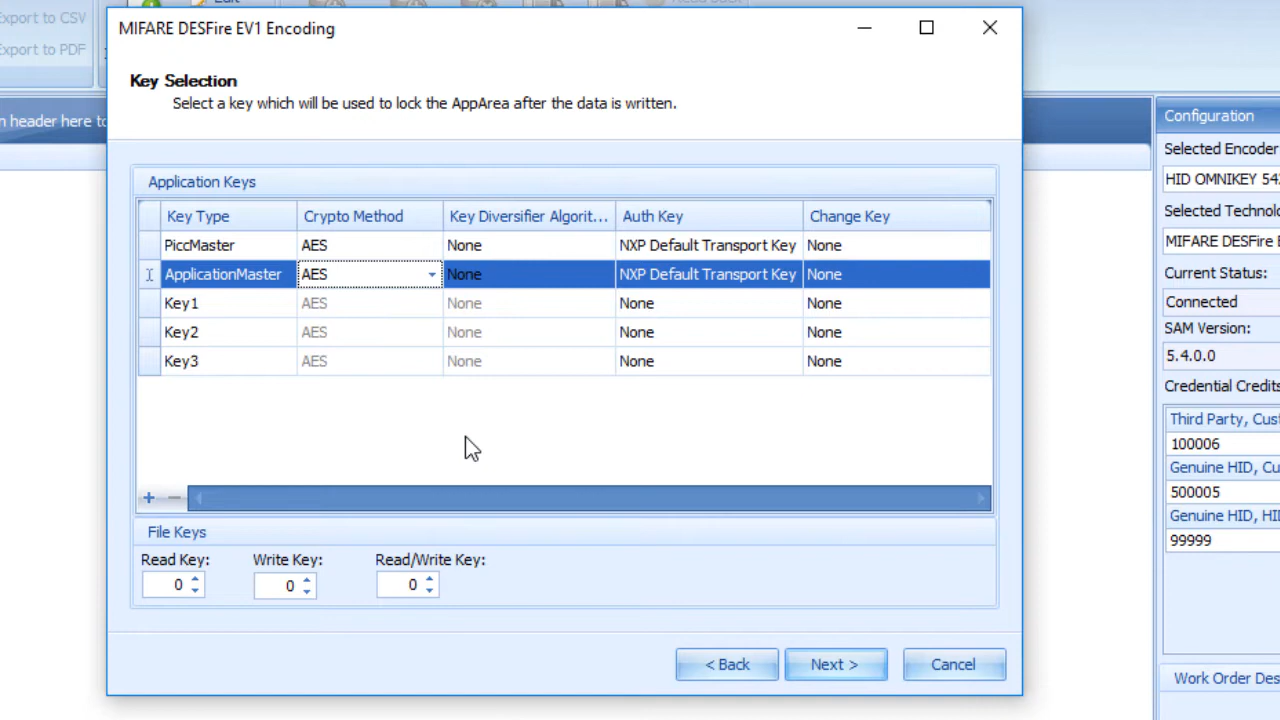 Export to CSV
Export to PDF
Edit
MIFARE DESFire EV1 Encoding
Key Selection
Select a key which will be used to lock the AppArea after the data is written.
n header here to
Application Keys
Key Type Crypto Method Key Diversifier Algorit... Auth Key Change Key
PiccMaster AES None NXP Default Transport Key None
ApplicationMaster AES None NXP Default Transport Key None
Key1 AES None None None
Key2 AES None None None
Key3 AES None None None
File Keys
Read Key: Write Key: Read/Write Key:
0 0 0
< Back Next > Cancel
Configuration
Selected Encoder
HID OMNIKEY 54
Selected Technolo
MIFARE DESFire E
Current Status:
Connected
SAM Version:
5.4.0.0
Credential Credits
Third Party, Cust
100006
Genuine HID, Cu
500005
Genuine HID, HI
99999
Work Order Des